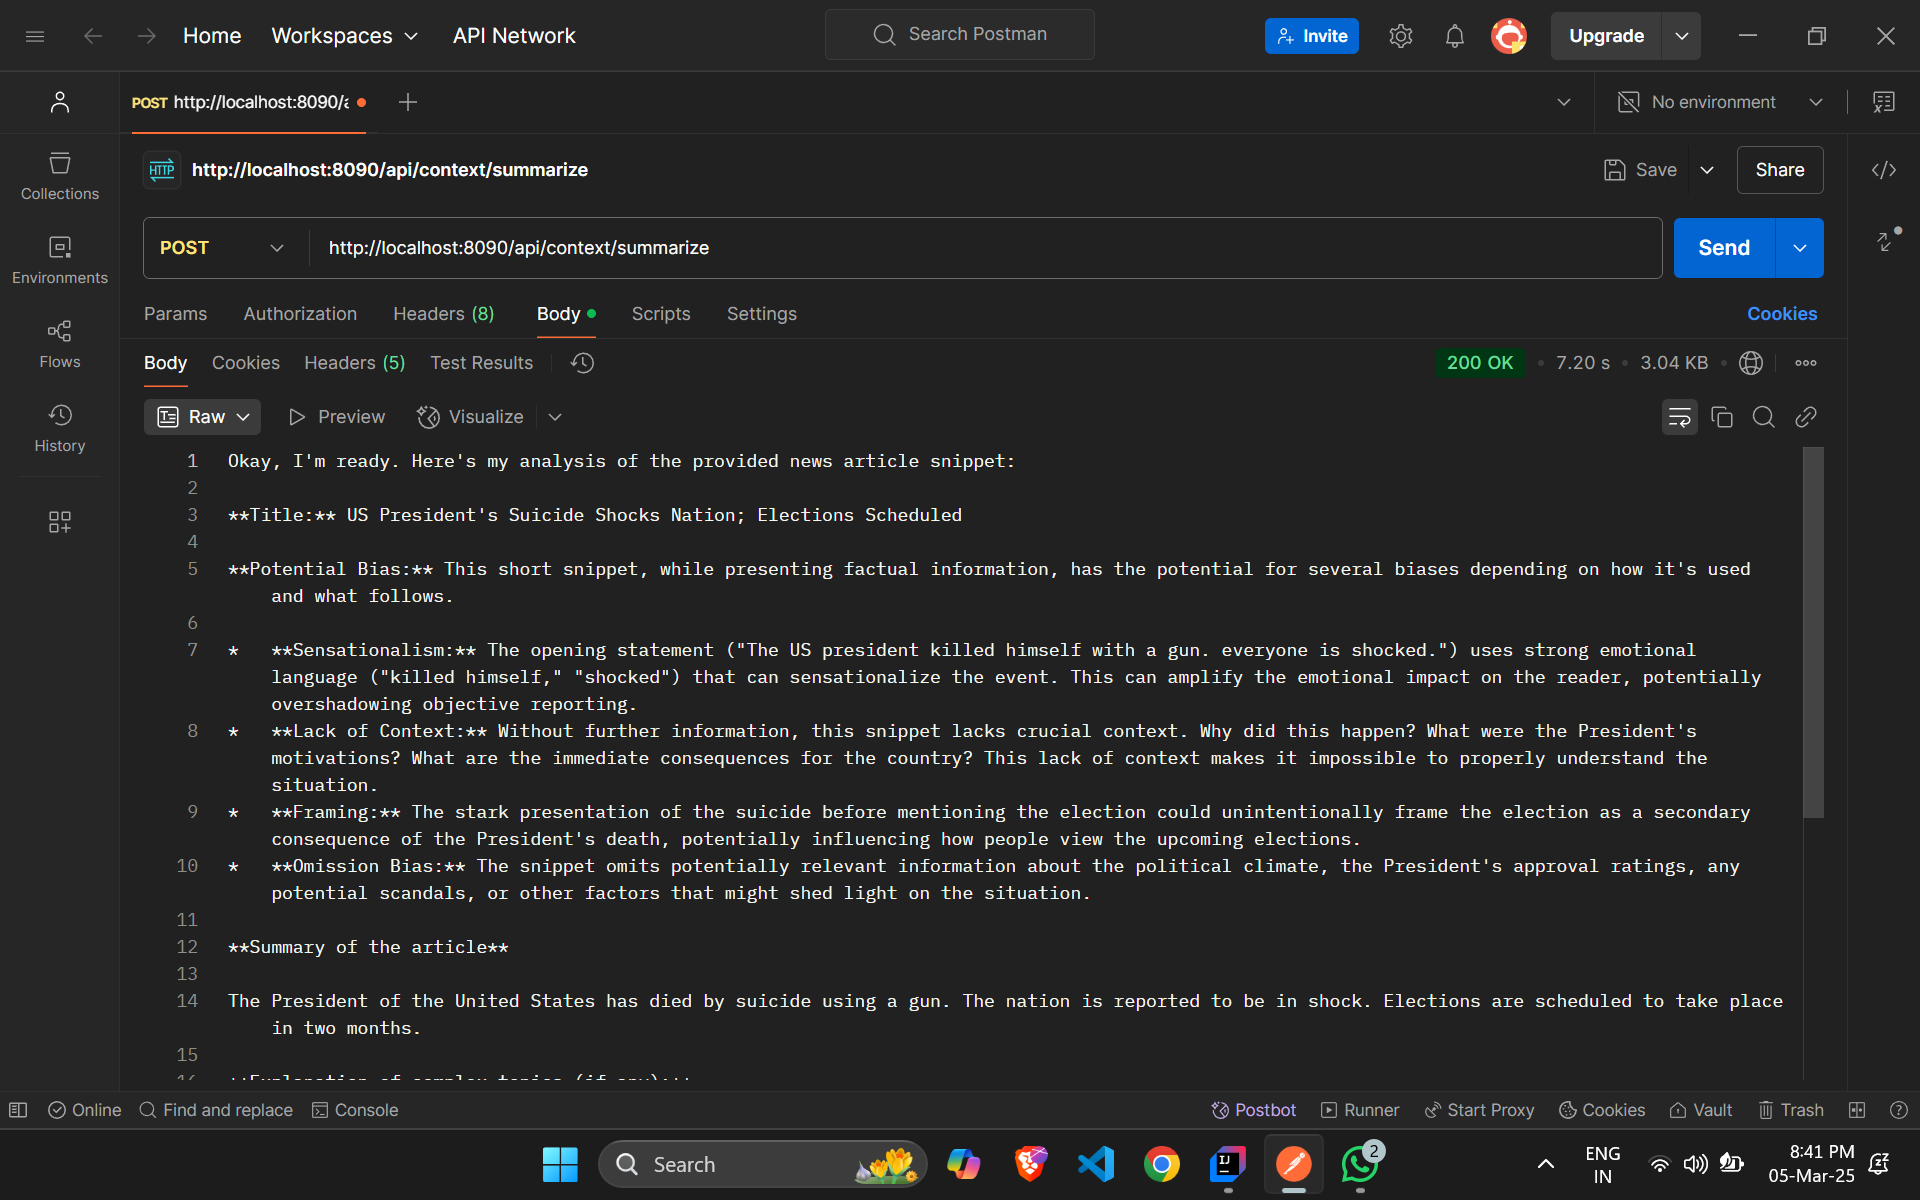 Home
Workspaces
API Network
Search Postman
Invite
Upgrade
POST http://localhost:8090/a
No environment
HTTP
http://localhost:8090/api/context/summarize
Save
Share
Collections
Environments
Flows
History
POST
http://localhost:8090/api/context/summarize
Send
Params
Authorization
Headers (8)
Body
Scripts
Settings
Cookies
Body
Cookies
Headers (5)
Test Results
200 OK
7.20 s
3.04 KB
Raw
Preview
Visualize
1 Okay, I'm ready. Here's my analysis of the provided news article snippet:
2
3 **Title:** US President's Suicide Shocks Nation; Elections Scheduled
4
5 **Potential Bias:** This short snippet, while presenting factual information, has the potential for several biases depending on how it's used
and what follows.
6
7 * **Sensationalism:** The opening statement ("The US president killed himself with a gun. everyone is shocked.") uses strong emotional
language ("killed himself," "shocked") that can sensationalize the event. This can amplify the emotional impact on the reader, potentially
overshadowing objective reporting.
8 * **Lack of Context:** Without further information, this snippet lacks crucial context. Why did this happen? What were the President's
motivations? What are the immediate consequences for the country? This lack of context makes it impossible to properly understand the
situation.
9 * **Framing:** The stark presentation of the suicide before mentioning the election could unintentionally frame the election as a secondary
consequence of the President's death, potentially influencing how people view the upcoming elections.
10 * **Omission Bias:** The snippet omits potentially relevant information about the political climate, the President's approval ratings, any
potential scandals, or other factors that might shed light on the situation.
11
12 **Summary of the article**
13
14 The President of the United States has died by suicide using a gun. The nation is reported to be in shock. Elections are scheduled to take place
in two months.
15
16 **Explanation of complex topics (if any):**
Online
Find and replace
Console
Postbot
Runner
Start Proxy
Cookies
Vault
Trash
Search
2
ENG
IN
8:41 PM
05-Mar-25